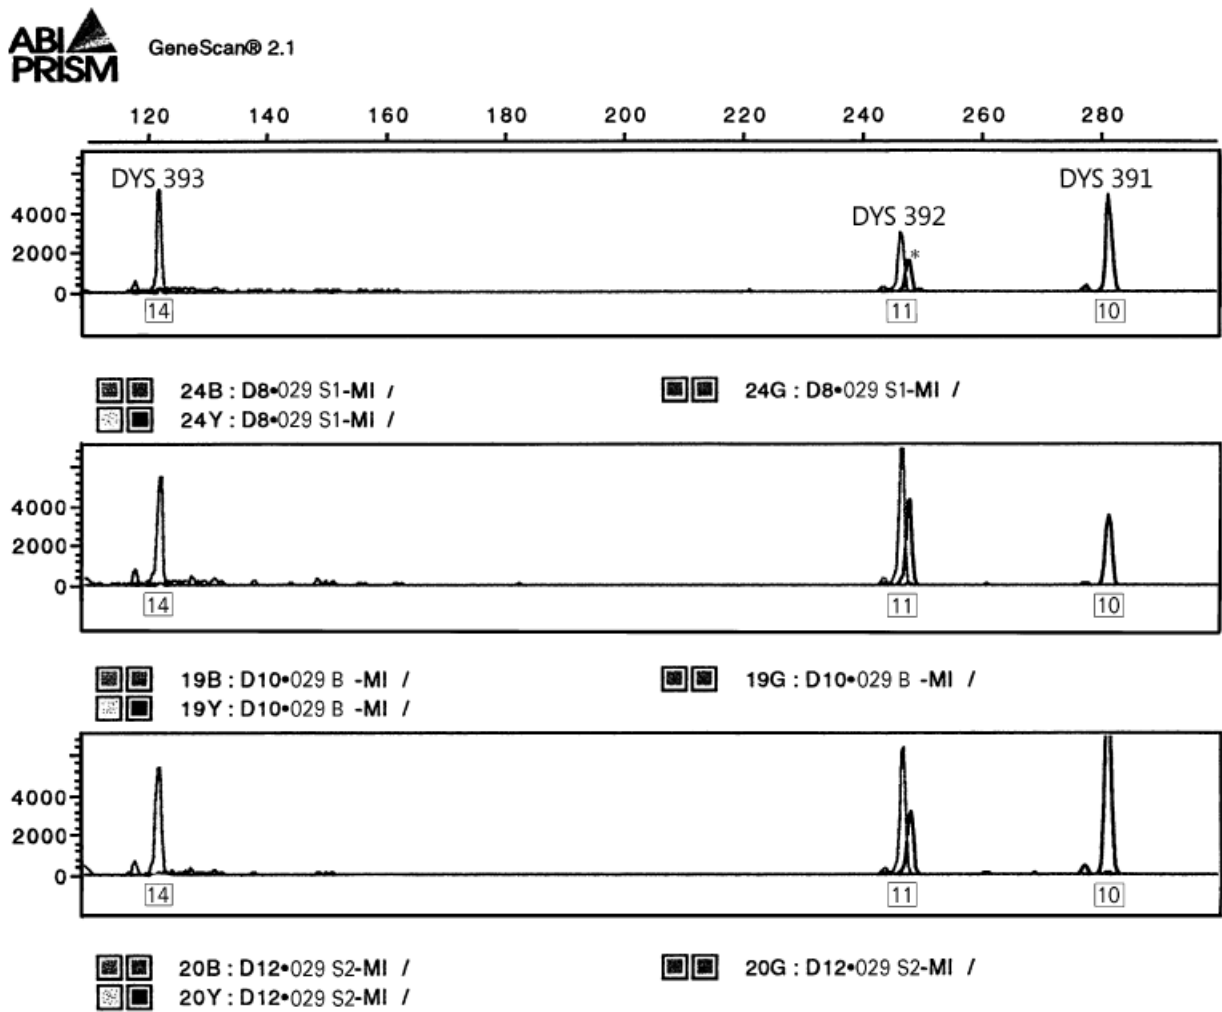 ABI
PRISM
GeneScan® 2.1
120 140 160 180 200 220 240 260 280
DYS 393
DYS 392
DYS 391
*
4000
2000
0
14 11 10
24B : D8•029 S1-MI / 24G : D8•029 S1-MI /
24Y : D8•029 S1-MI /
4000
2000
0
14 11 10
19B : D10•029 B -MI / 19G : D10•029 B -MI /
19Y : D10•029 B -MI /
4000
2000
0
14 11 10
20B : D12•029 S2-MI / 20G : D12•029 S2-MI /
20Y : D12•029 S2-MI /